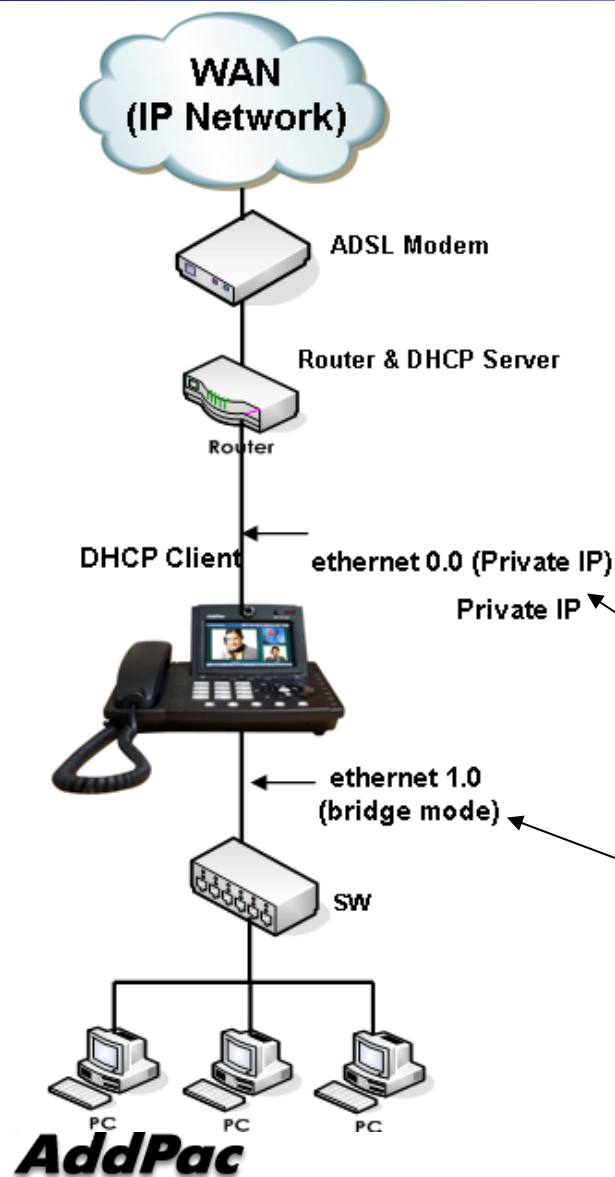 WAN
(IP Network)
ADSL Modem
Router & DHCP Server
Router
DHCP Client
ethernet 0.0 (Private IP)
Private IP
ethernet 1.0
(bridge mode)
SW
PC PC PC
AddPac